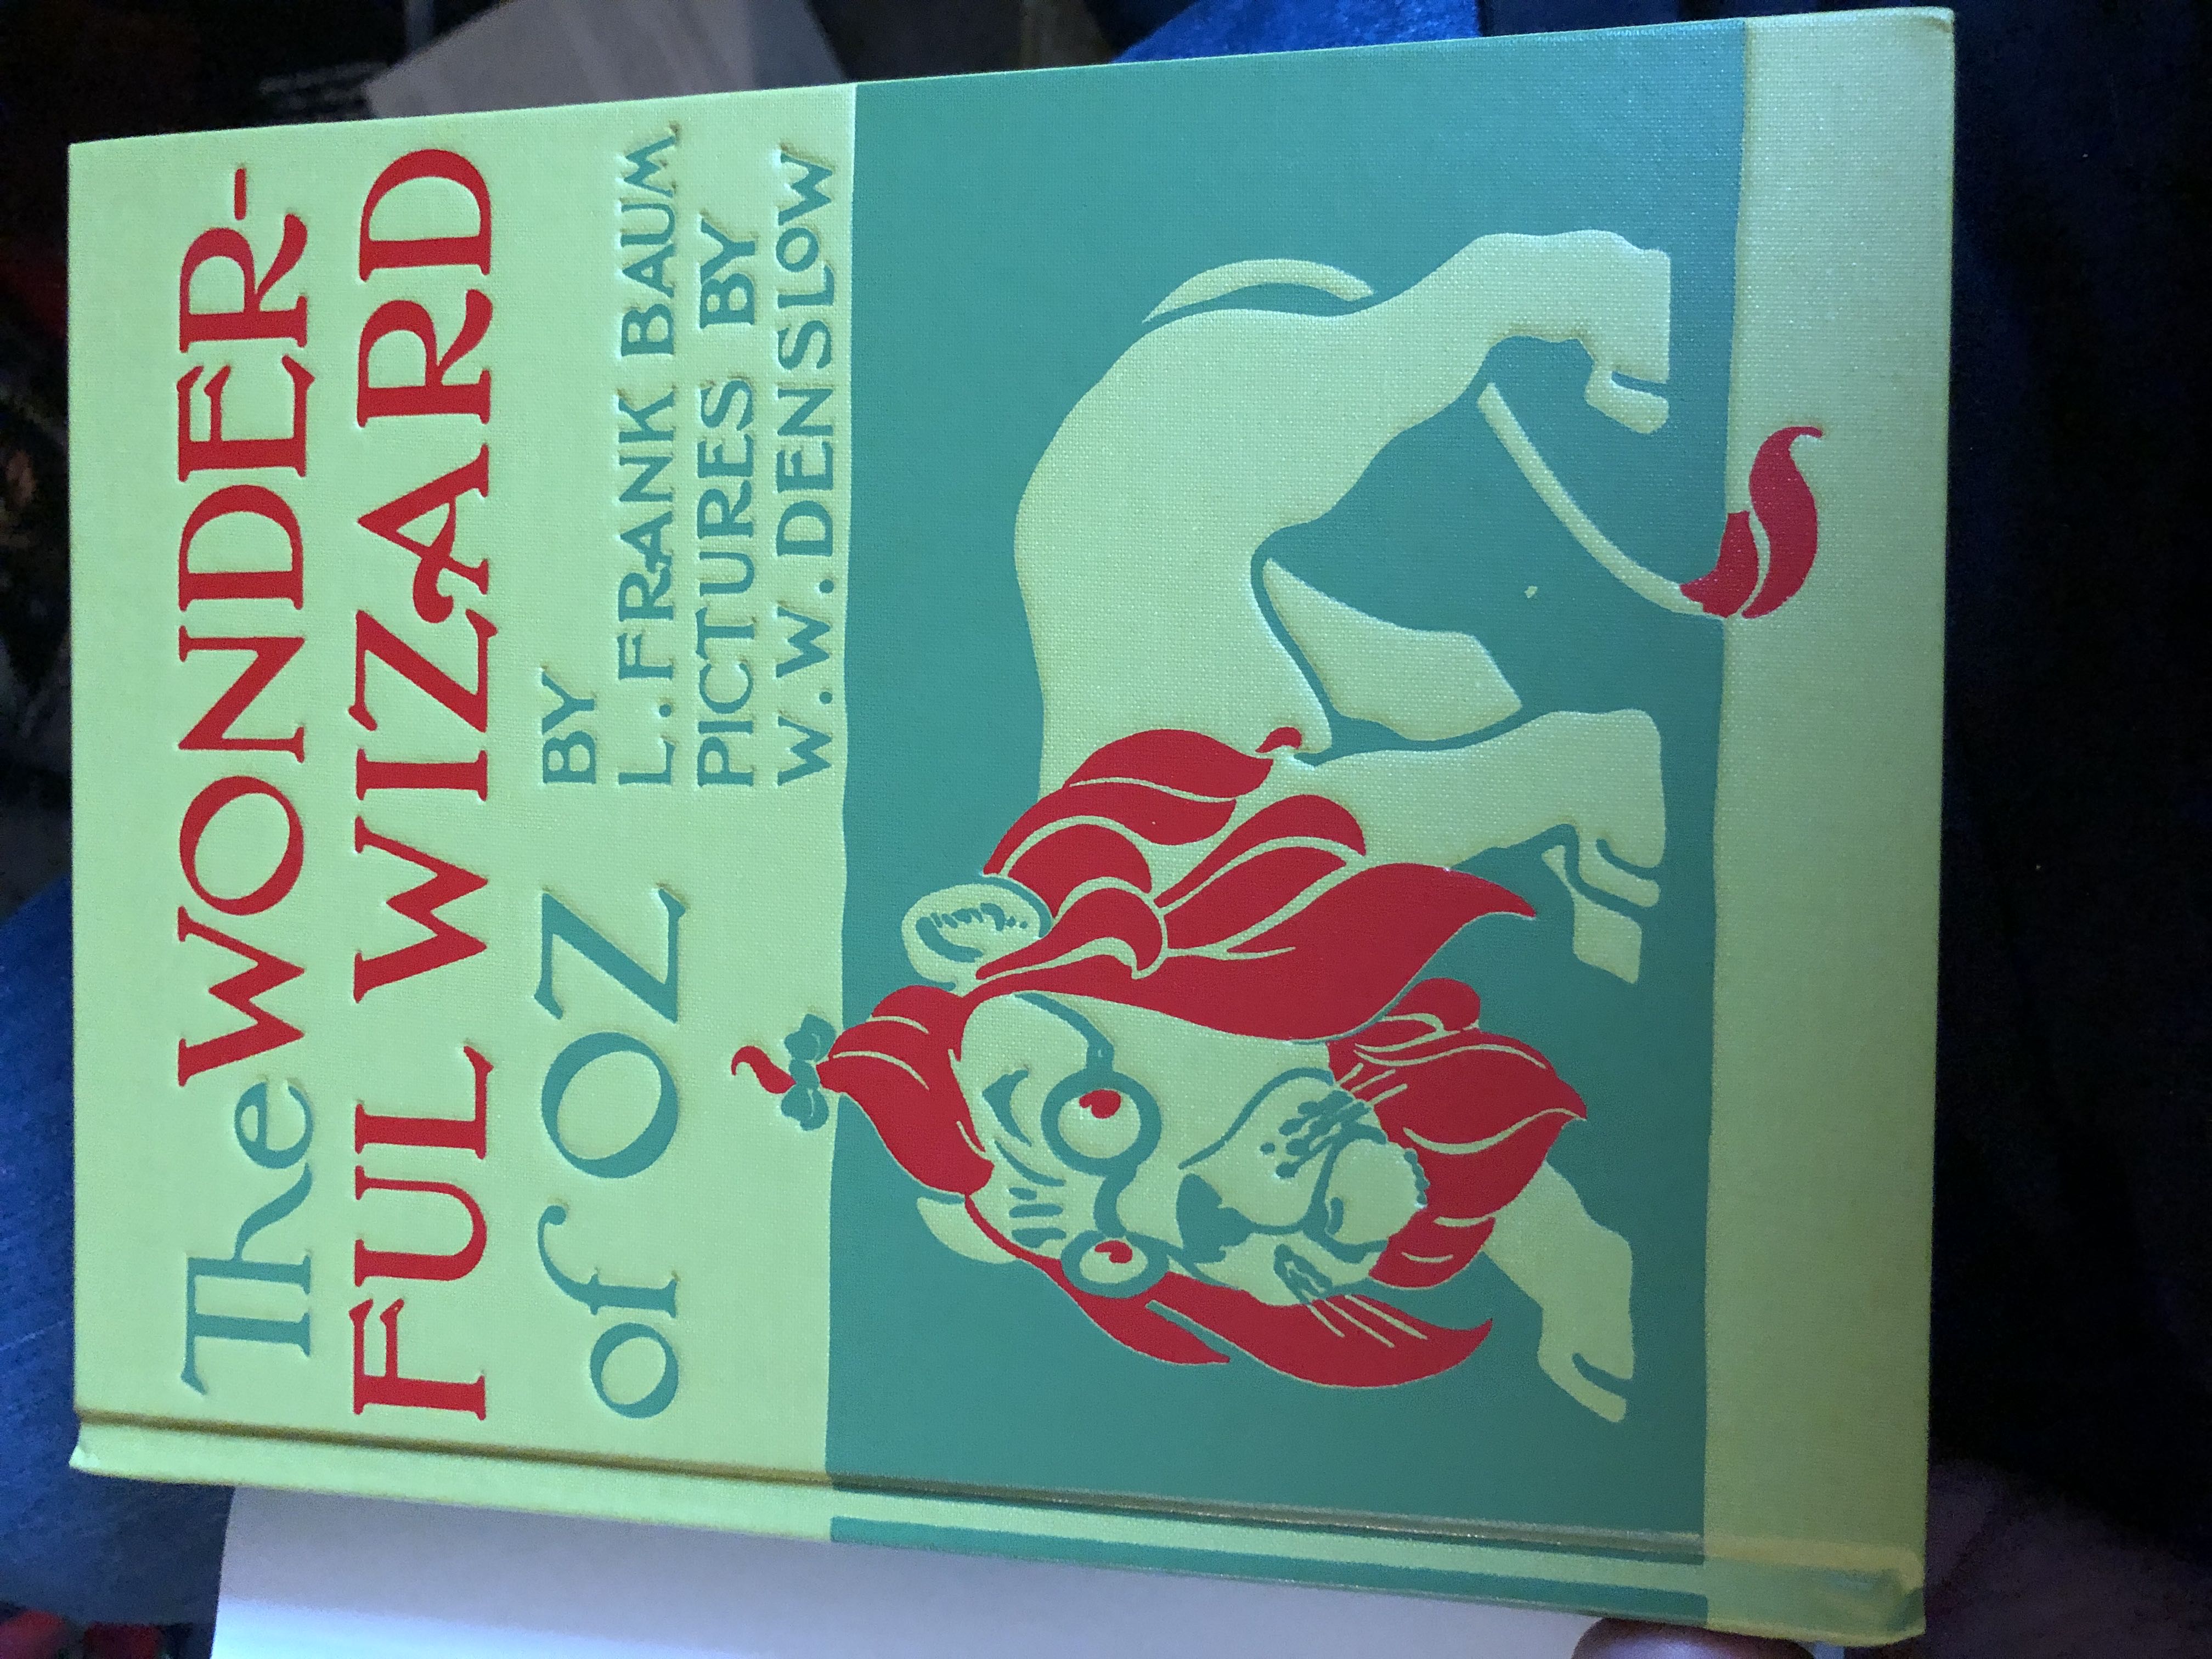 The WONDER-
FUL WIZARD
of OZ
BY
L. FRANK BAUM
PICTURES BY
W. W. DENSLOW